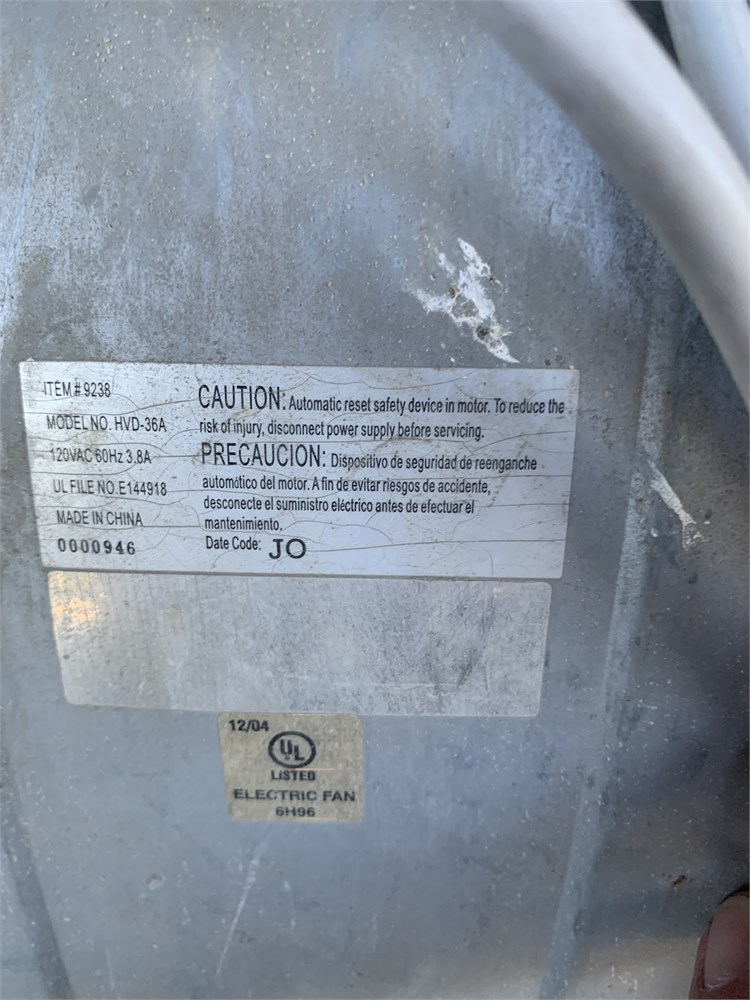 ITEM # 9238
MODEL NO. HVD-36A
120VAC 60Hz 3.8A
UL FILE NO. E144918
MADE IN CHINA
0000946
CAUTION: Automatic reset safety device in motor. To reduce the
risk of injury, disconnect power supply before servicing.
PRECAUCION: Dispositivo de seguridad de reenganche
automático del motor. A fin de evitar riesgos de accidente,
desconecte el suministro eléctrico antes de efectuar el
mantenimiento.
Date Code: JO
12/04
UL
LISTED
ELECTRIC FAN
6H96